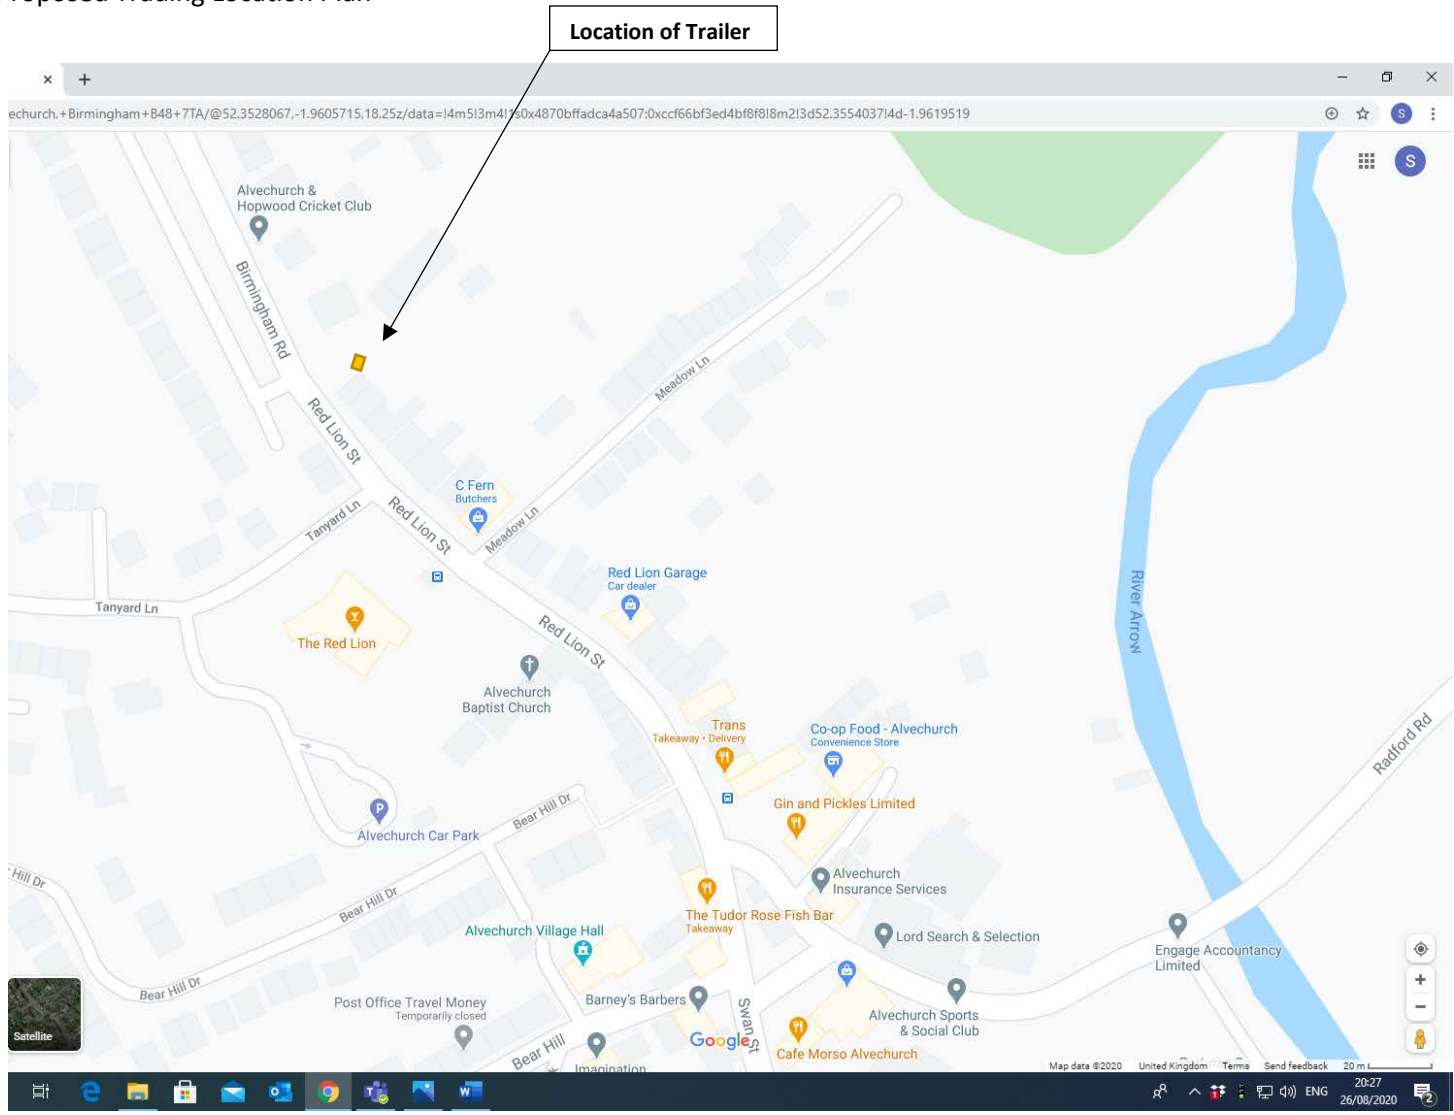 Proposed Trading Location Plan
Location of Trailer
echurch,+Birmingham+B48+7TA/@52.3528067,-1.9605715,18.25z/data=!4m5!3m4!1s0x4870bffadca4a507:0xccf66bf3ed4bf8f8!8m2!3d52.3554037!4d-1.9619519
S
S
Alvechurch &
Hopwood Cricket Club
Birmingham Rd
Red Lion St
Meadow Ln
C Fern
Butchers
Tanyard Ln
Red Lion St
Meadow Ln
Red Lion Garage
Car dealer
River Arrow
Tanyard Ln
The Red Lion
Red Lion St
Alvechurch
Baptist Church
Trans
Takeaway • Delivery
Co-op Food - Alvechurch
Convenience Store
Radford Rd
P
Alvechurch Car Park
Bear Hill Dr
Gin and Pickles Limited
Hill Dr
Alvechurch
Insurance Services
Bear Hill Dr
The Tudor Rose Fish Bar
Takeaway
Alvechurch Village Hall
Lord Search & Selection
Engage Accountancy
Limited
Bear Hill Dr
Post Office Travel Money
Temporarily closed
Barney's Barbers
Swan St
Alvechurch Sports
& Social Club
Satellite
Google
Cafe Morso Alvechurch
Bear Hill
Imagination
Map data ©2020
United Kingdom
Terms
Send feedback
20 m
ENG
20:27
26/08/2020
2